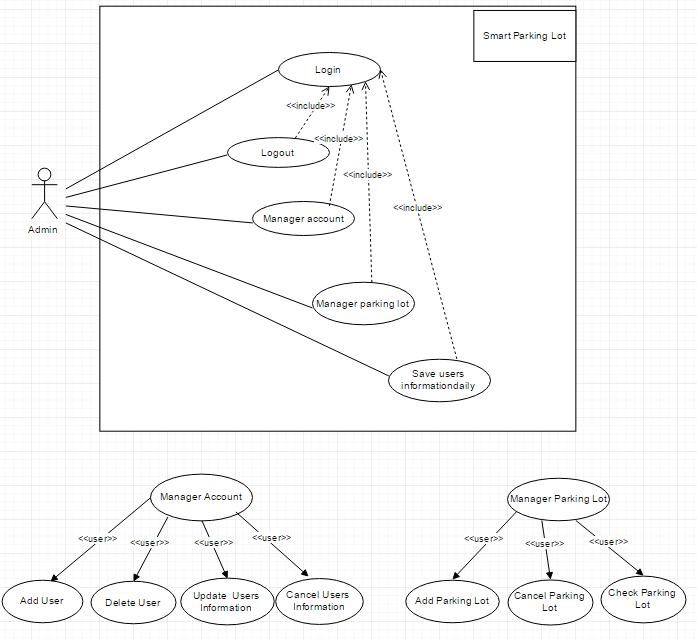 Smart Parking Lot
Login
<<include>>
<<include>>
Logout
<<include>>
<<include>>
Manager account
Admin
Manager parking lot
Save users
informationdaily
Manager Account
Manager Parking Lot
<<user>>
<<user>>
<<user>>
<<user>>
<<user>>
<<user>>
<<user>>
Add User
Delete User
Update Users
Information
Cancel Users
Information
Add Parking Lot
Cancel Parking
Lot
Check Parking
Lot